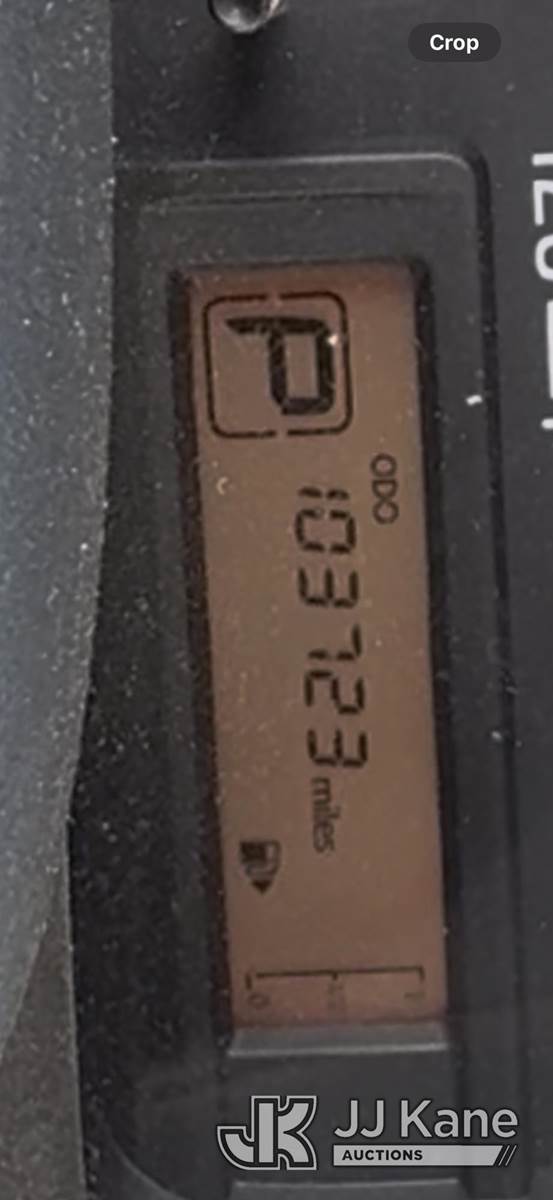 Crop
P
ODO
103723 miles
JJ Kane
AUCTIONS